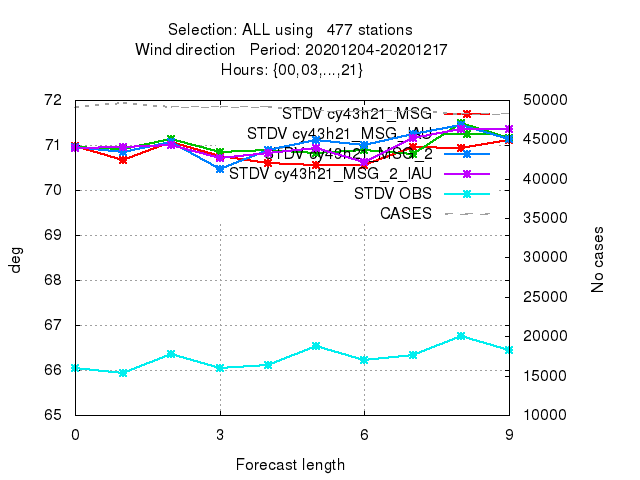 Selection: ALL using   477 stations
Wind direction   Period: 20201204-20201217
Hours: {00,03,...,21}
72
71
70
69
68
67
66
65
deg
50000
45000
40000
35000
30000
25000
20000
15000
10000
No cases
STDV cy43h21_MSG
STDV cy43h21_MSG_IAU
STDV cy43h21_MSG_2
STDV cy43h21_MSG_2_IAU
STDV OBS
CASES
0
3
6
9
Forecast length